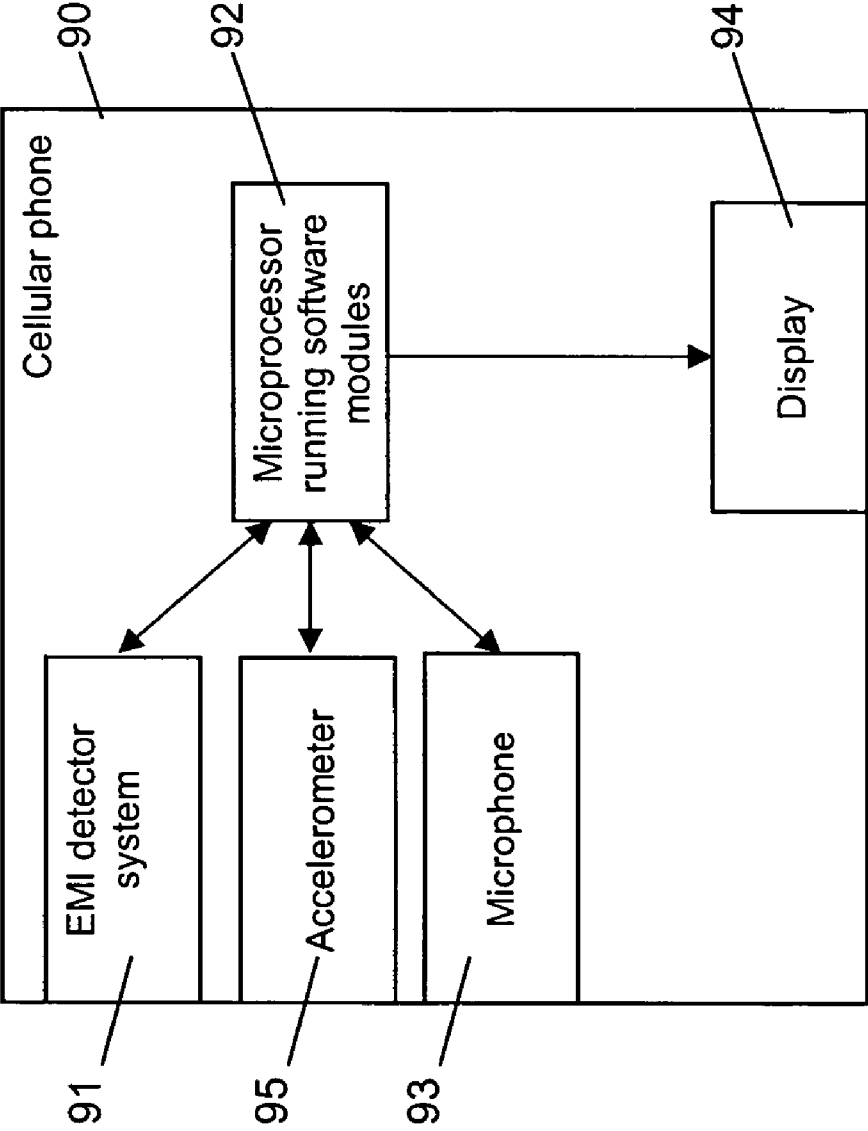 Cellular phone
90
EMI detector
system
91
Accelerometer
95
Microphone
93
Microprocessor
running software
modules
92
Display
94